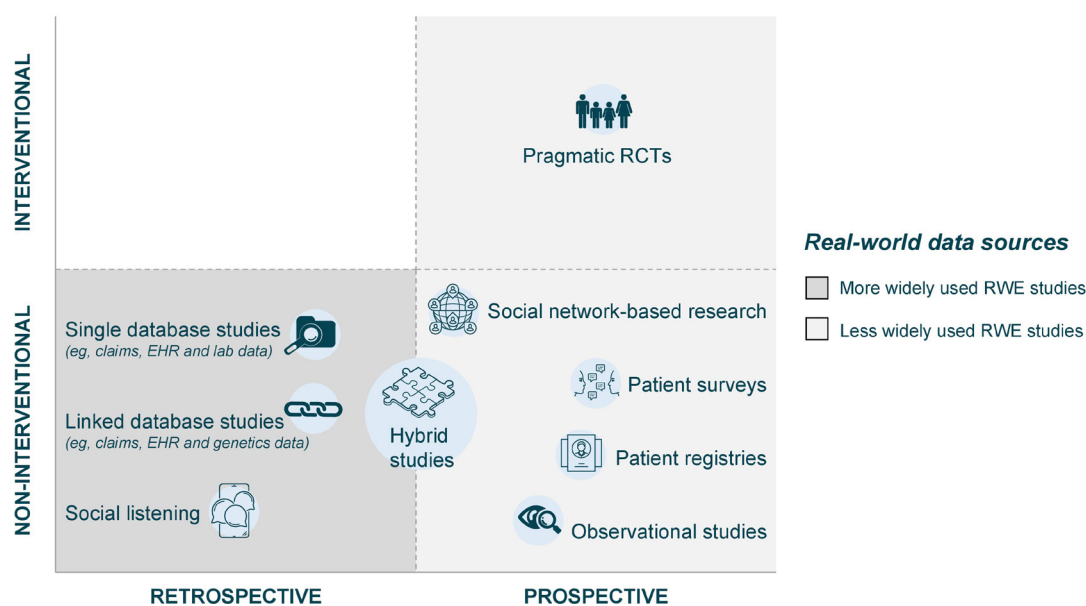 INTERVENTIONAL
Pragmatic RCTs
Real-world data sources
More widely used RWE studies
Less widely used RWE studies
NON-INTERVENTIONAL
Single database studies
(eg, claims, EHR and lab data)
Linked database studies
(eg, claims, EHR and genetics data)
Social listening
Hybrid
studies
Social network-based research
Patient surveys
Patient registries
Observational studies
RETROSPECTIVE
PROSPECTIVE